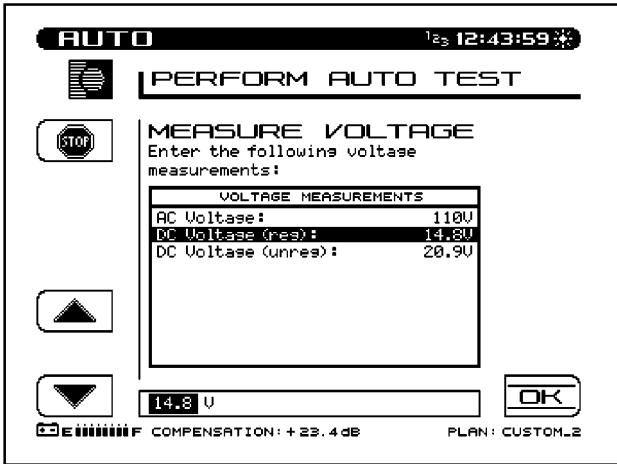 AUTO 123 12:43:59
PERFORM AUTO TEST
STOP
MEASURE VOLTAGE
Enter the following voltage
measurements:
VOLTAGE MEASUREMENTS
AC Voltage: 110V
DC Voltage (reg): 14.8V
DC Voltage (unreg): 20.9V
14.8 V
OK
E F COMPENSATION: +23.4dB PLAN: CUSTOM_2